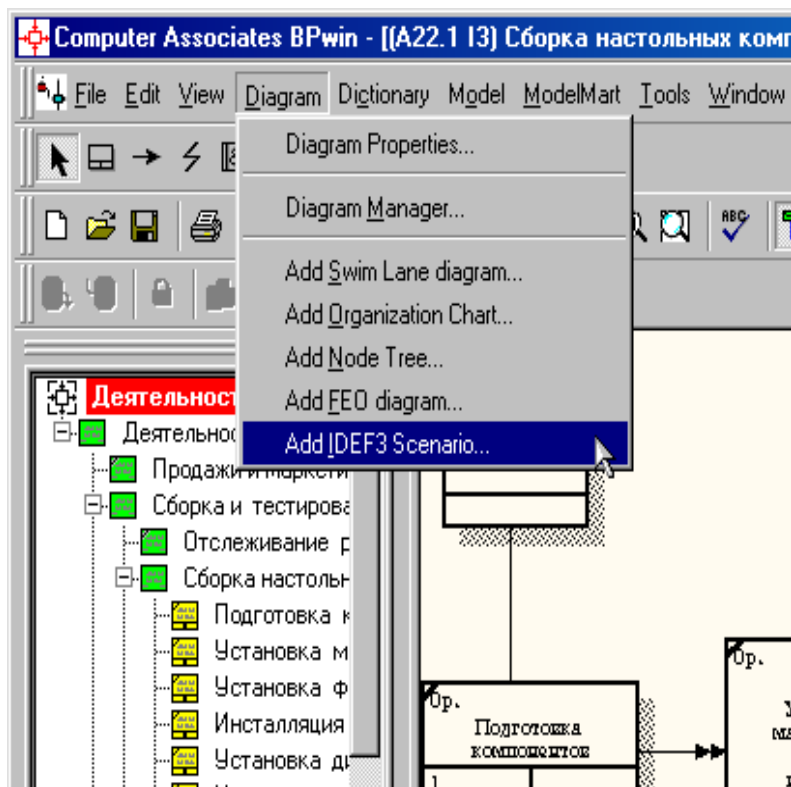 Computer Associates BPwin - [(A22.1 I3) Сборка настольных комп
File Edit View Diagram Dictionary Model ModelMart Tools Window
Diagram Properties...
Diagram Manager...
ABC
Add Swim Lane diagram...
Add Organization Chart...
Add Node Tree...
Add FEO diagram...
Add IDEF3 Scenario...
Деятельност
Деятельнос
Продажи и маркети
Сборка и тестирова
Отслеживание р
Сборка настольн
Подготовка к
Установка м
Установка ф
Инсталляция
Установка ди
0р.
Подготовка
компонентов
1
0р.